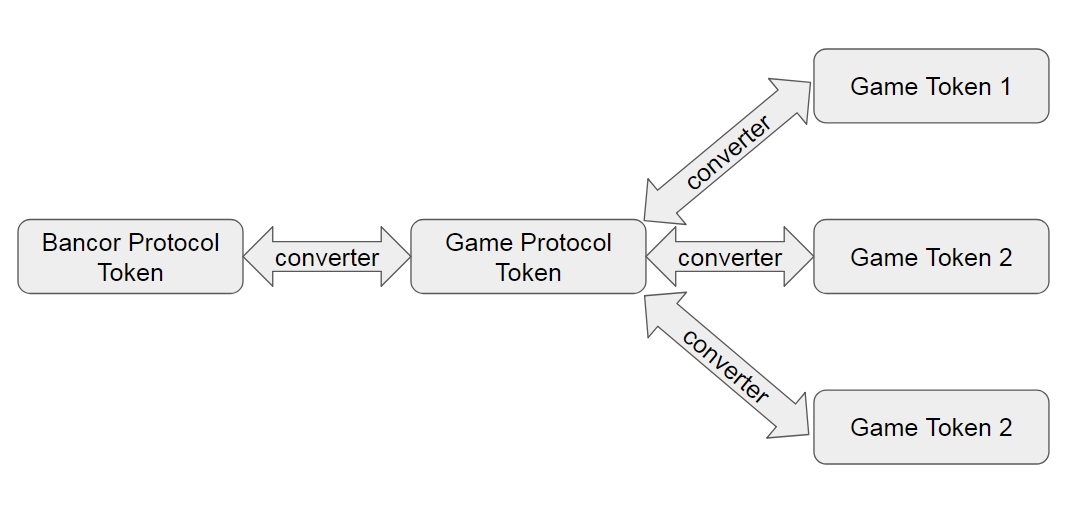 Game Token 1
converter
Bancor Protocol
Token
converter
Game Protocol
Token
converter
Game Token 2
converter
Game Token 2